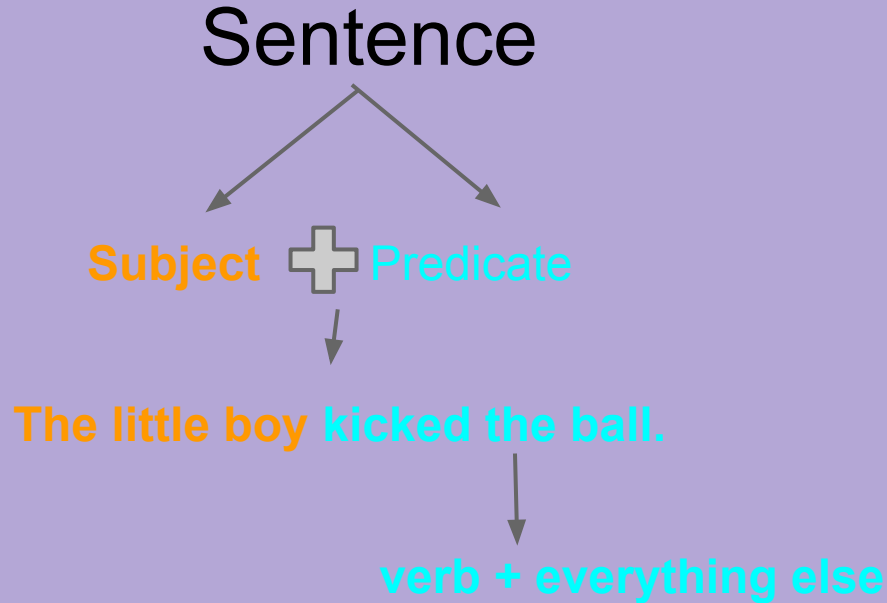 Sentence
Subject Predicate
The little boy kicked the ball.
verb + everything else